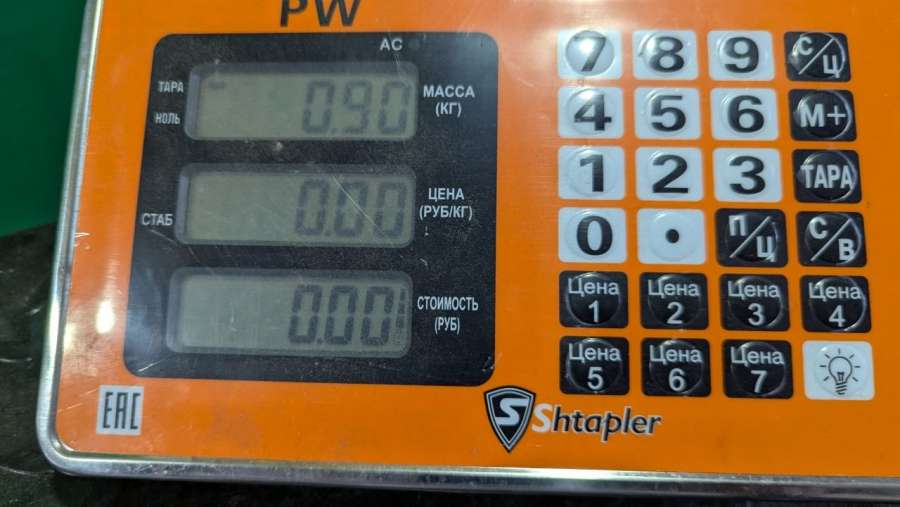 PW
AC
ТАРА
НОЛЬ
0.90
МАССА
(КГ)
СТАБ
0.00
ЦЕНА
(РУБ/КГ)
0.00
СТОИМОСТЬ
(РУБ)
7 8 9 С/Ц
4 5 6 М+
1 2 3 ТАРА
0 . П/Ц С/В
Цена 1 Цена 2 Цена 3 Цена 4
Цена 5 Цена 6 Цена 7
EAC
S Shtapler